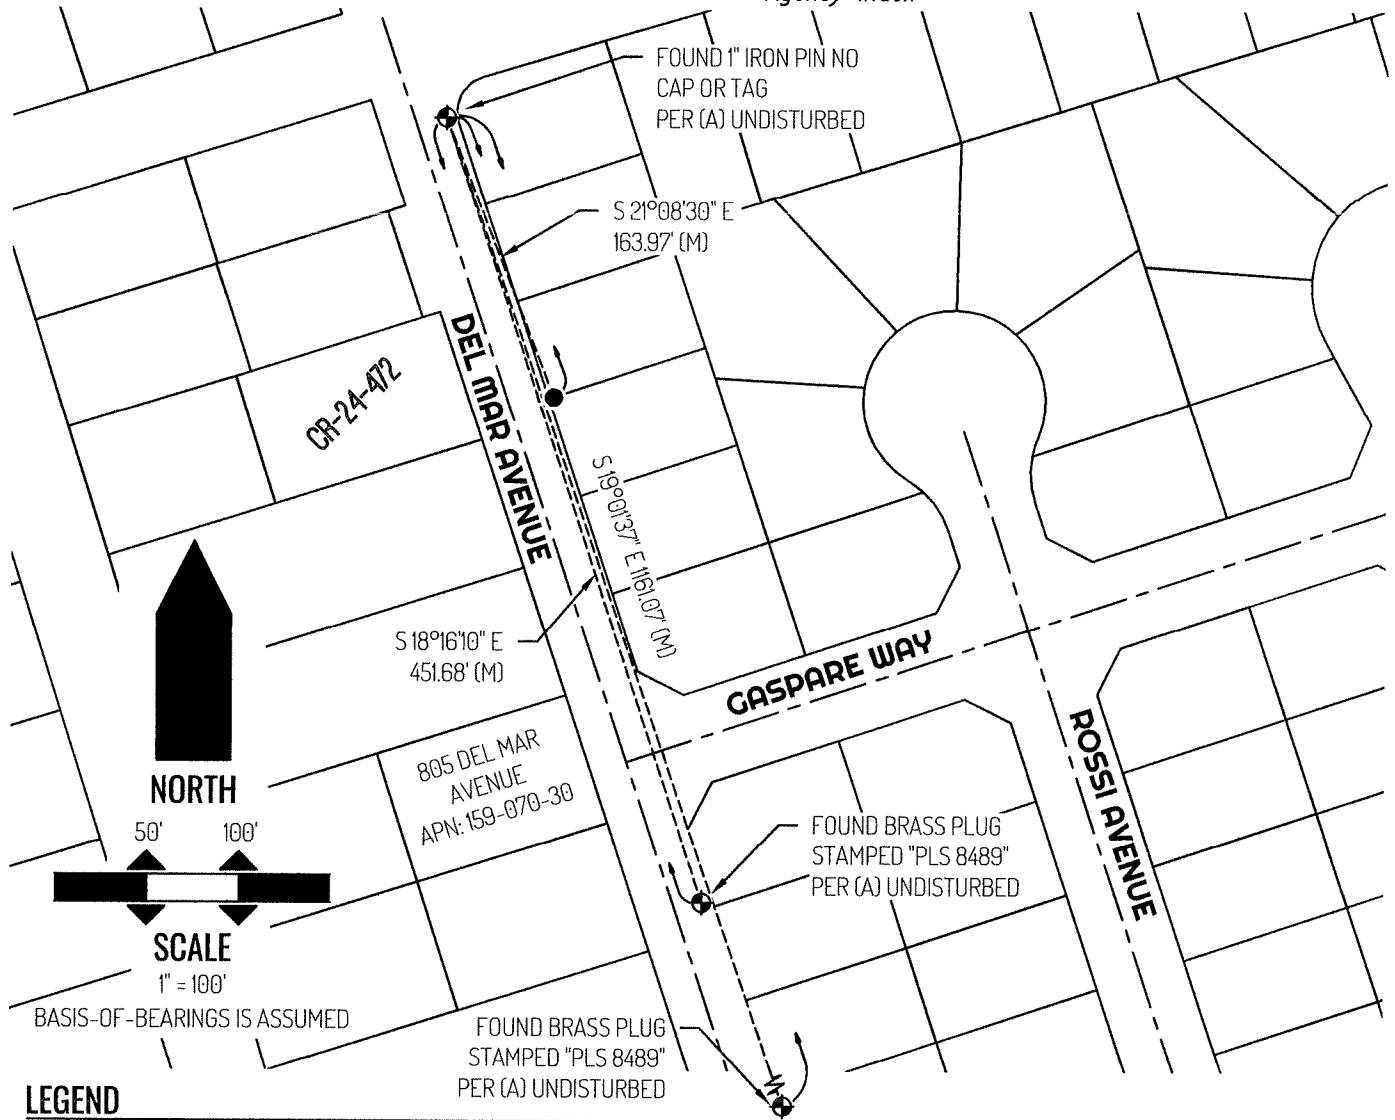 FOUND 1" IRON PIN NO
CAP OR TAG
PER (A) UNDISTURBED
S 21°08'30" E
163.97' (M)
DEL MAR AVENUE
CR-24-472
S 19°01'37" E 1161.07' (M)
S 18°16'10" E
451.68' (M)
GASPARE WAY
ROSSI AVENUE
805 DEL MAR
AVENUE
APN: 159-070-30
NORTH
50' 100'
SCALE
1" = 100'
BASIS-OF-BEARINGS IS ASSUMED
FOUND BRASS PLUG
STAMPED "PLS 8489"
PER (A) UNDISTURBED
FOUND BRASS PLUG
STAMPED "PLS 8489"
PER (A) UNDISTURBED
LEGEND